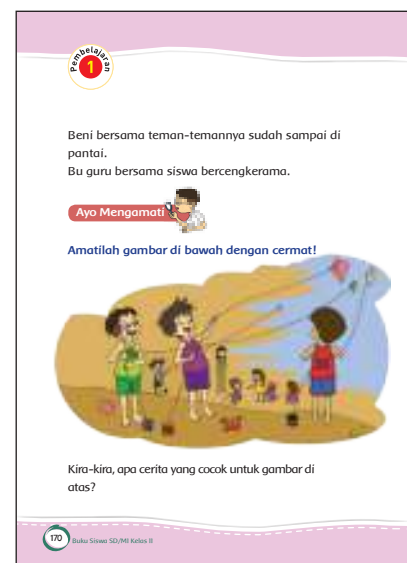 Pembelajaran
1
Beni bersama teman-temannya sudah sampai di
pantai.
Bu guru bersama siswa bercengkerama.
Ayo Mengamati
Amatilah gambar di bawah dengan cermat!
Kira-kira, apa cerita yang cocok untuk gambar di
atas?
170 Buku Siswa SD/MI Kelas II